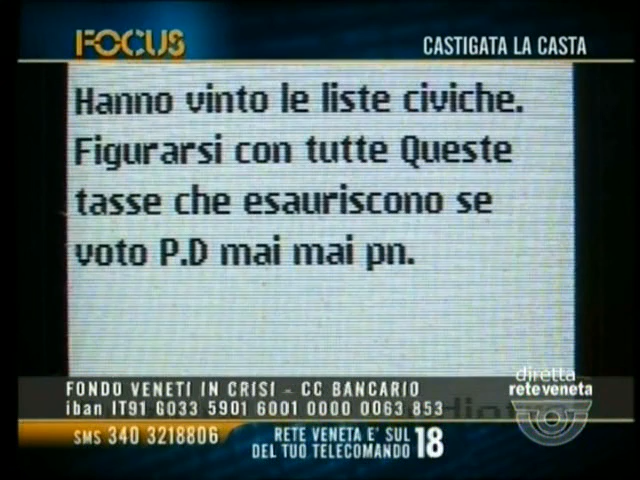 FOCUS
CASTIGATA LA CASTA
Hanno vinto le liste civiche.
Figurarsi con tutte Queste
tasse che esauriscono se
voto P.D mai mai pn.
diretta
reteveneta
FONDO VENETI IN CRISI - CC BANCARIO
iban IT91 G033 5901 6001 0000 0063 853
SMS 340 3218806
RETE VENETA E' SUL
DEL TUO TELECOMANDO 18